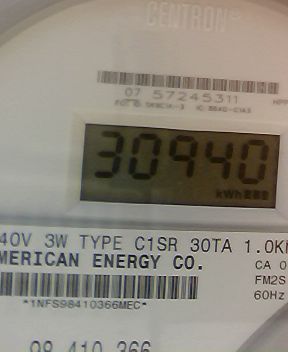 CENTRON®
07 57245311
30940
kWh
40V 3W TYPE C1SR 30TA 1.0K
MERICAN ENERGY CO.
CA 0
FM2S
60Hz
*1NFS98410366MEC*
98 410 366